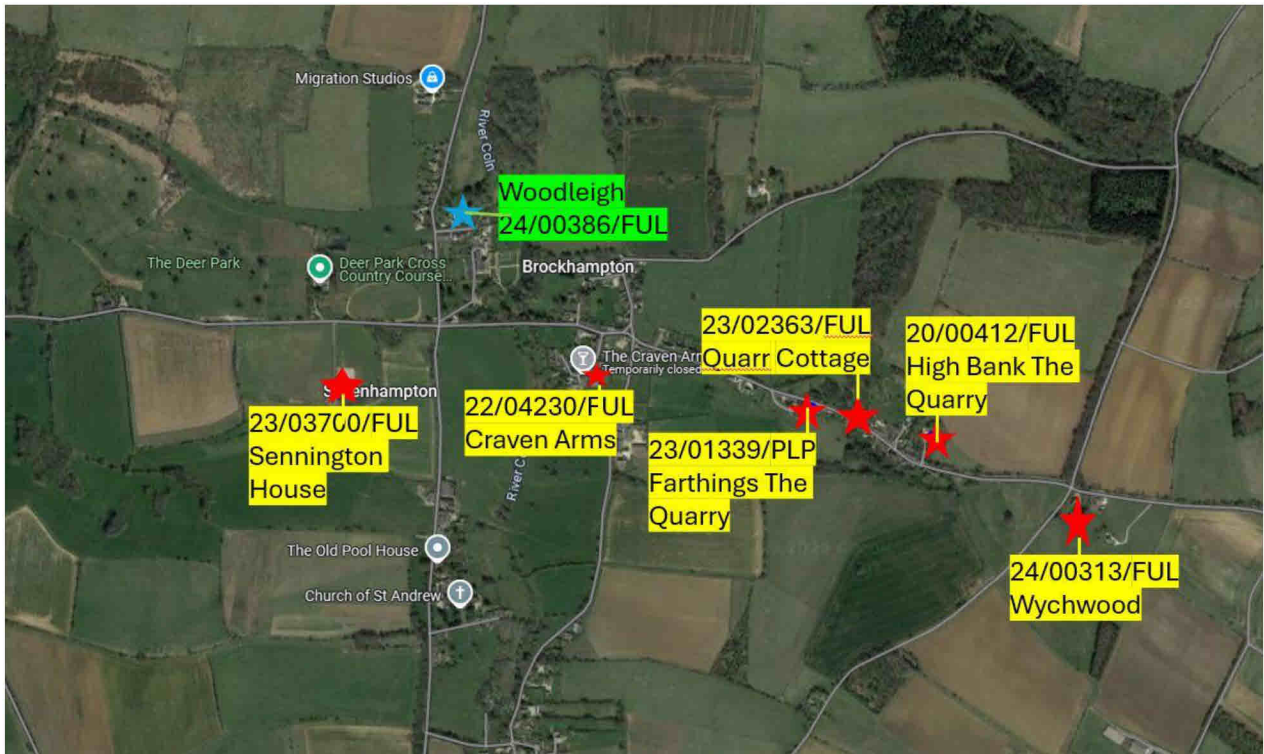 Migration Studios
River Coln
Woodleigh
24/00386/FUL
The Deer Park
Deer Park Cross
Country Course...
Brockhampton
23/02363/FUL
Quarr Cottage
20/00412/FUL
High Bank The
Quarry
The Craven Arm
Temporarily closed
23/03700/FUL
Sennington
House
22/04230/FUL
Craven Arms
23/01339/PLP
Farthings The
Quarry
The Old Pool House
Church of St Andrew
24/00313/FUL
Wychwood